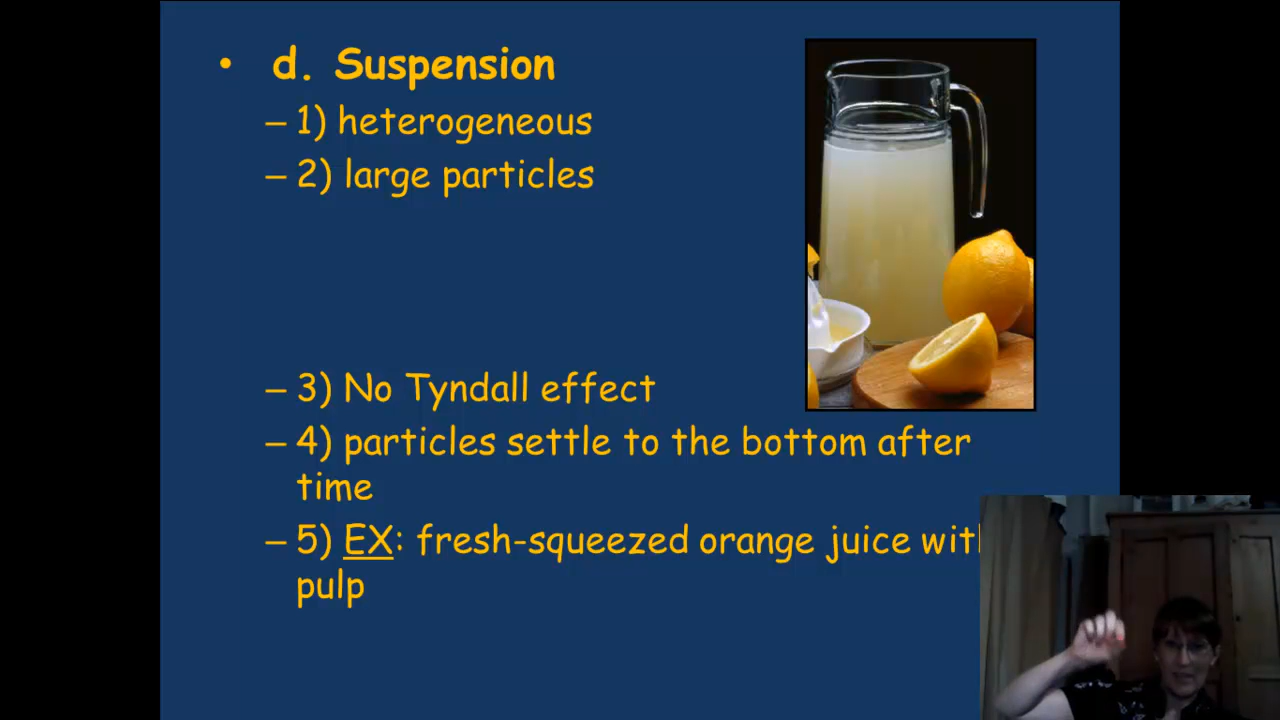 • d. Suspension
– 1) heterogeneous
– 2) large particles
– 3) No Tyndall effect
– 4) particles settle to the bottom after
time
– 5) EX: fresh-squeezed orange juice with
pulp